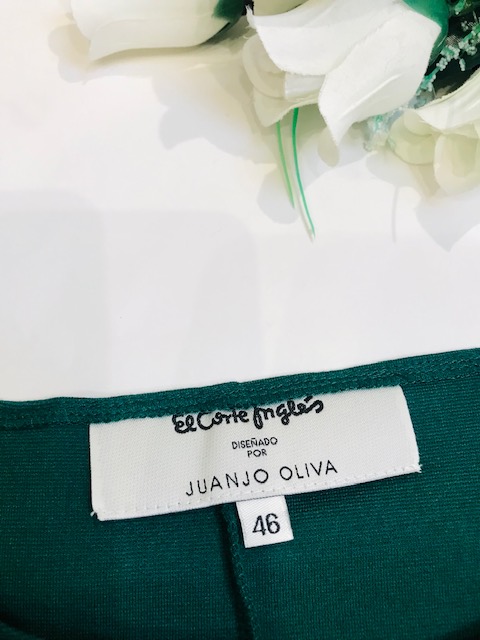 El Corte Inglés
DISEÑADO
POR
JUANJO OLIVA
46